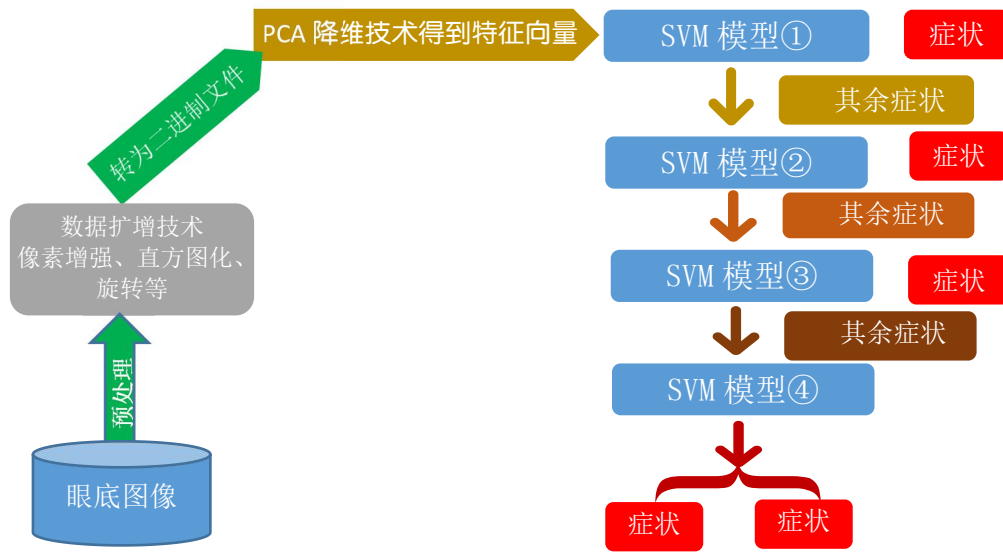 PCA 降维技术得到特征向量
SVM 模型①
症状
转为二进制文件
其余症状
SVM 模型②
症状
数据扩增技术
像素增强、直方图化、
旋转等
其余症状
SVM 模型③
症状
其余症状
预处理
SVM 模型④
眼底图像
症状
症状